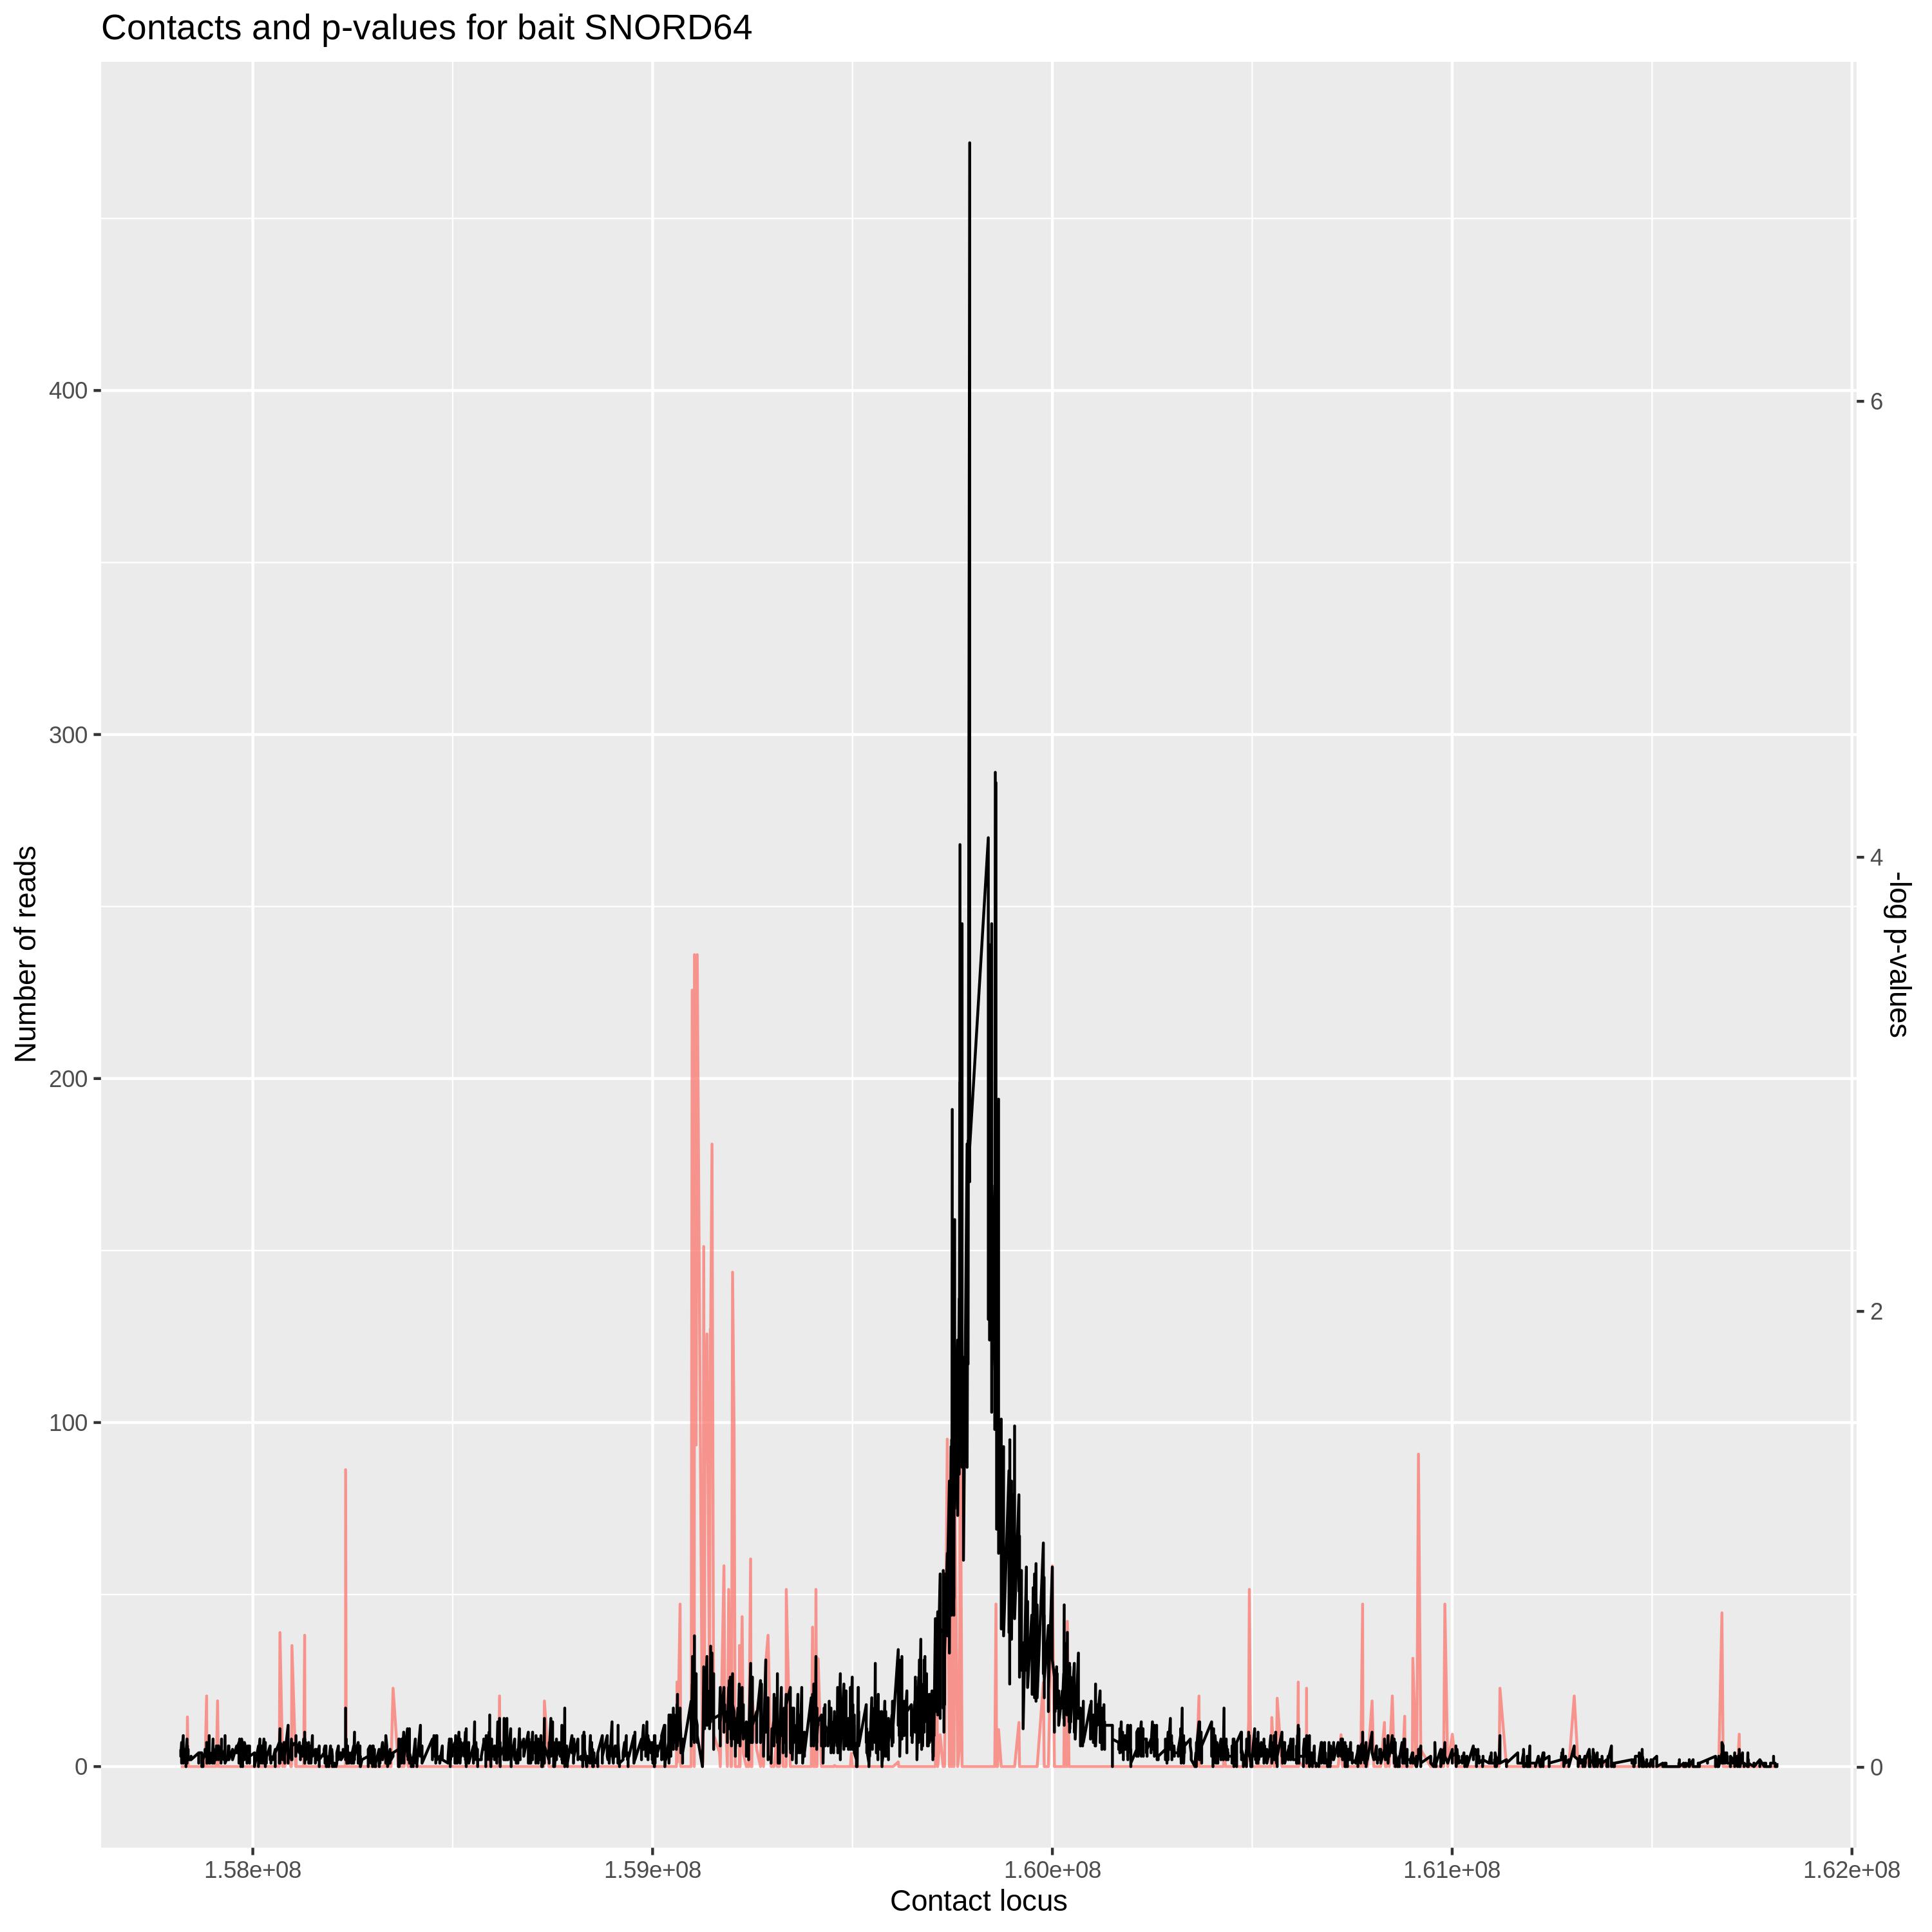 Contacts and p-values for bait SNORD64
400
300
200
100
0
6
4
2
0
Number of reads
-log p-values
1.58e+08
1.59e+08
1.60e+08
1.61e+08
1.62e+08
Contact locus